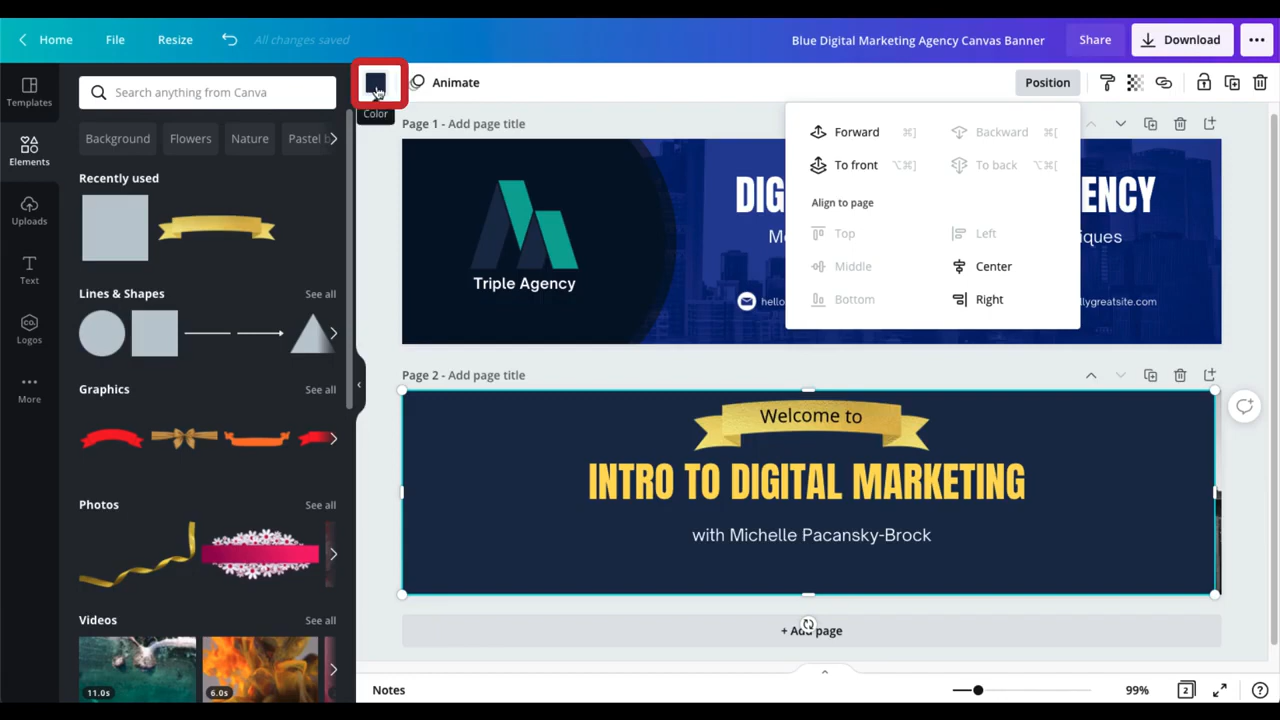 Home
File
Resize
All changes saved
Blue Digital Marketing Agency Canvas Banner
Share
Download
Templates
Elements
Uploads
Text
Logos
CO.
More
Search anything from Canva
Background
Flowers
Nature
Pastel b
Recently used
Lines & Shapes
See all
Graphics
See all
Photos
See all
Videos
See all
11.0s
6.0s
Color
Animate
Position
Forward ⌘]
Backward ⌘[
To front ⌥⌘]
To back ⌥⌘[
Align to page
Top
Left
Middle
Center
Bottom
Right
Page 1 - Add page title
Triple Agency
DIG
ENCY
M
iques
hello
llygreatsite.com
Page 2 - Add page title
Welcome to
INTRO TO DIGITAL MARKETING
with Michelle Pacansky-Brock
+ Add page
Notes
99%
2